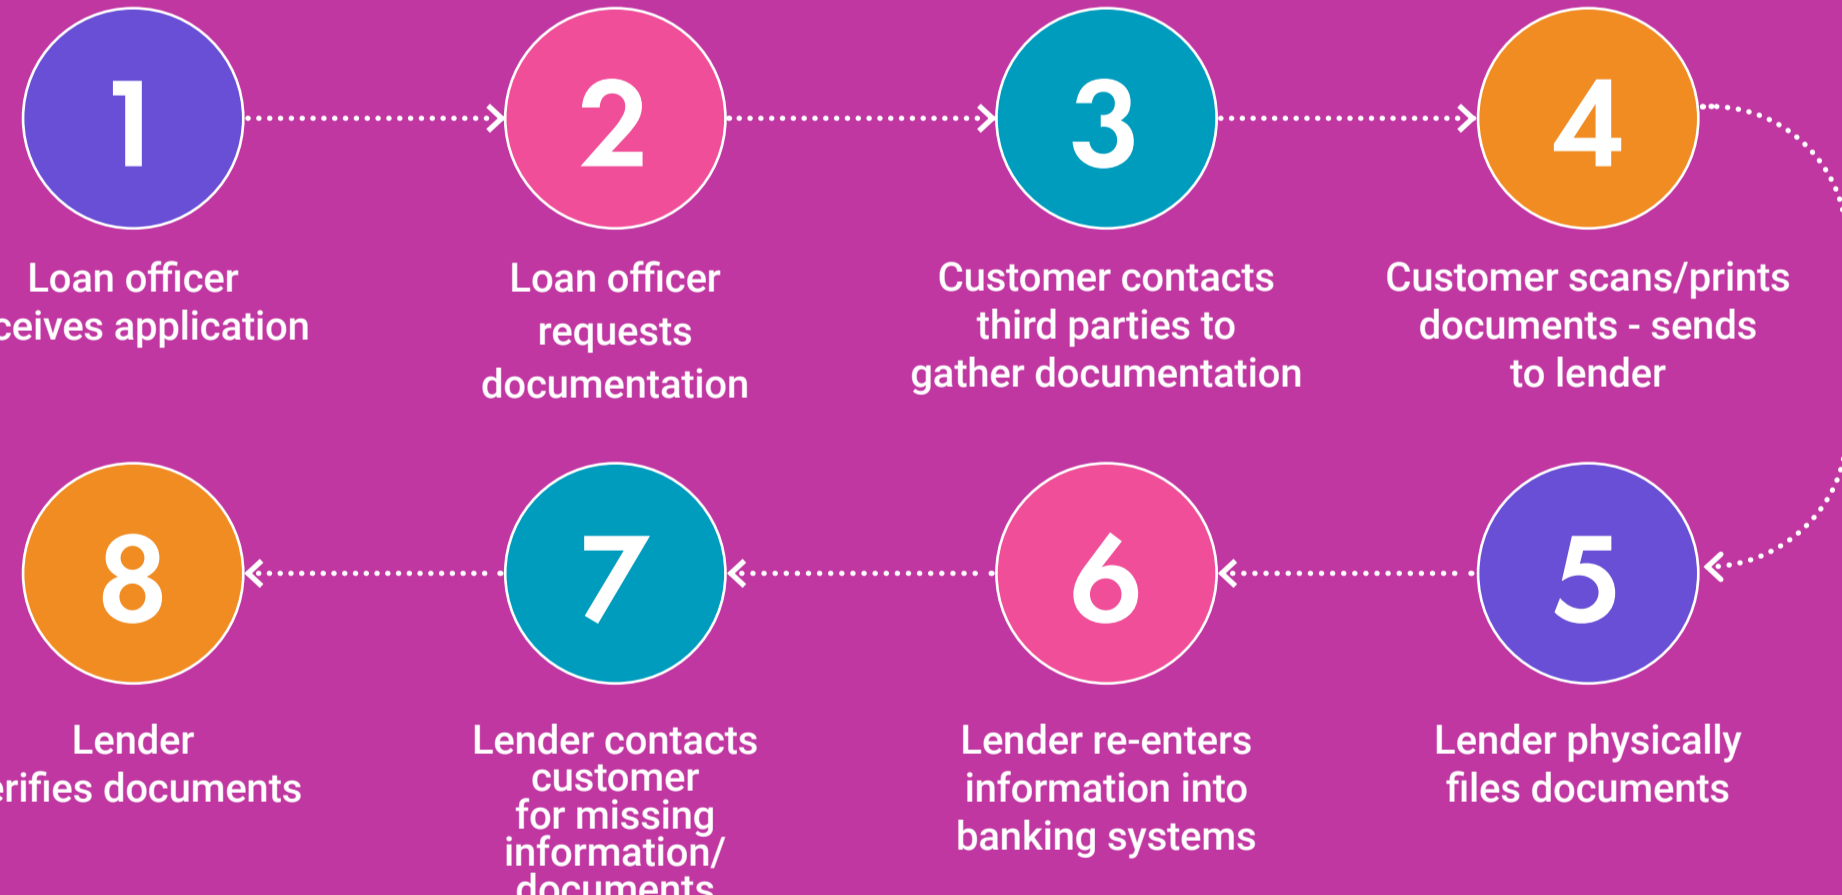 1
2
3
4
Loan officer
ceives application
Loan officer
requests
documentation
Customer contacts
third parties to
gather documentation
Customer scans/prints
documents - sends
to lender
8
7
6
5
Lender
erifies documents
Lender contacts
customer
for missing
information/
documents
Lender re-enters
information into
banking systems
Lender physically
files documents